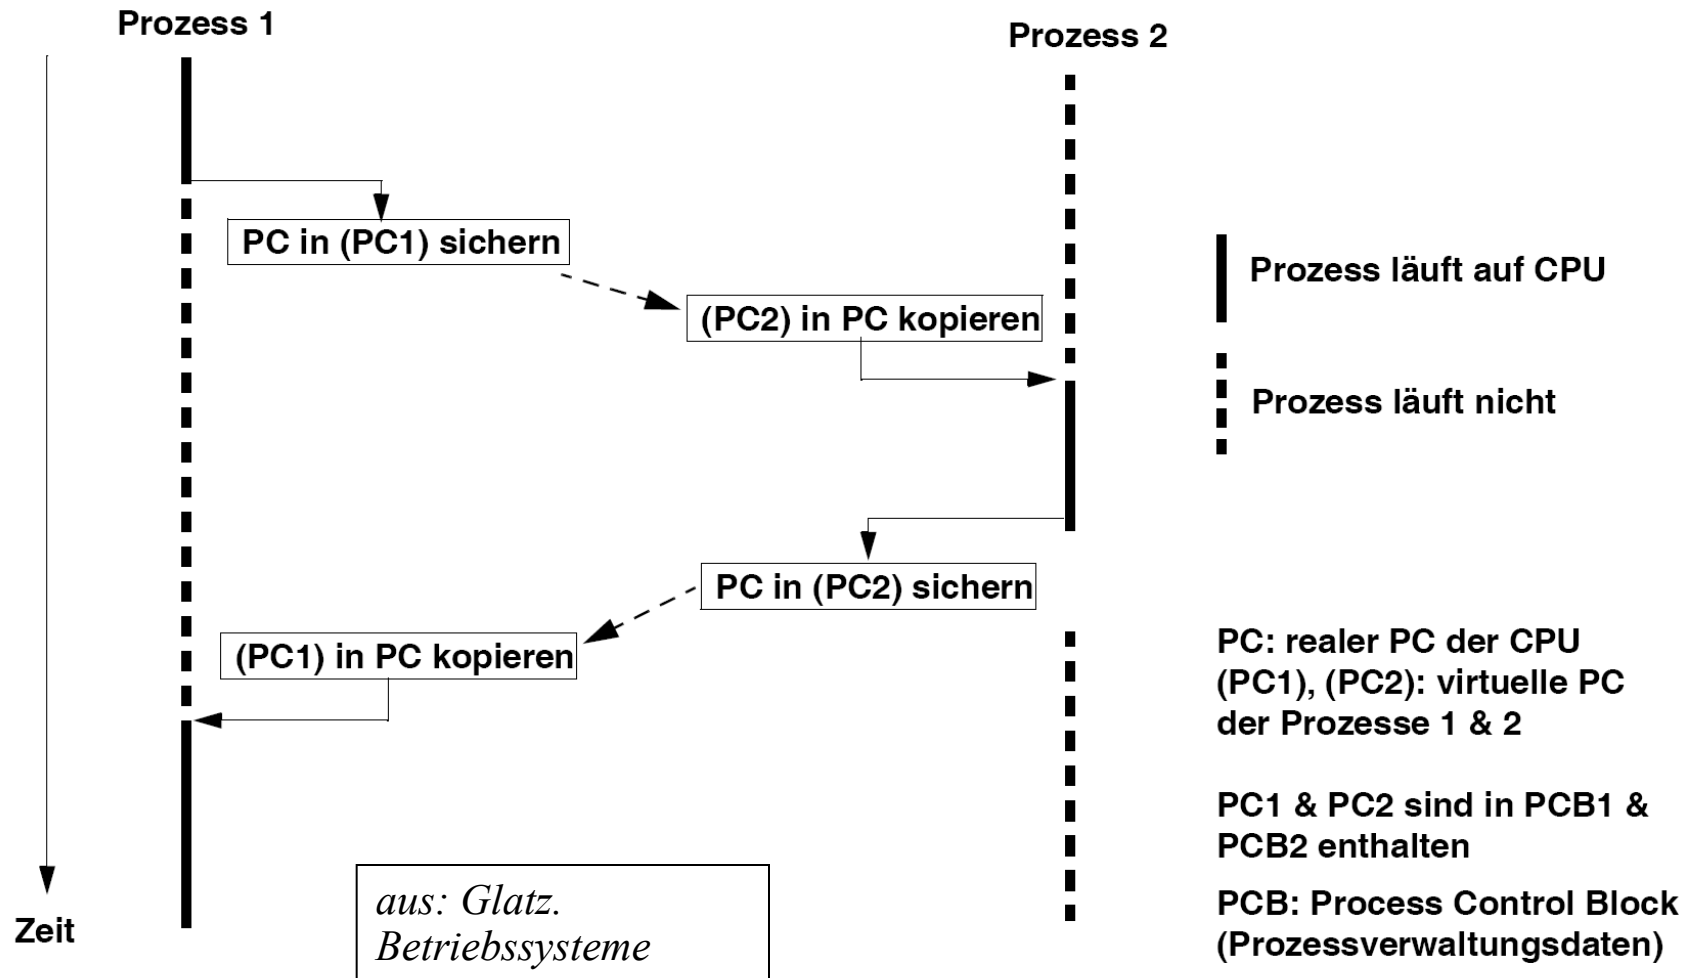 Prozess 1
Prozess 2
PC in (PC1) sichern
(PC2) in PC kopieren
Prozess läuft auf CPU
Prozess läuft nicht
PC in (PC2) sichern
(PC1) in PC kopieren
PC: realer PC der CPU
(PC1), (PC2): virtuelle PC
der Prozesse 1 & 2
PC1 & PC2 sind in PCB1 &
PCB2 enthalten
PCB: Process Control Block
(Prozessverwaltungsdaten)
Zeit
aus: Glatz.
Betriebssysteme